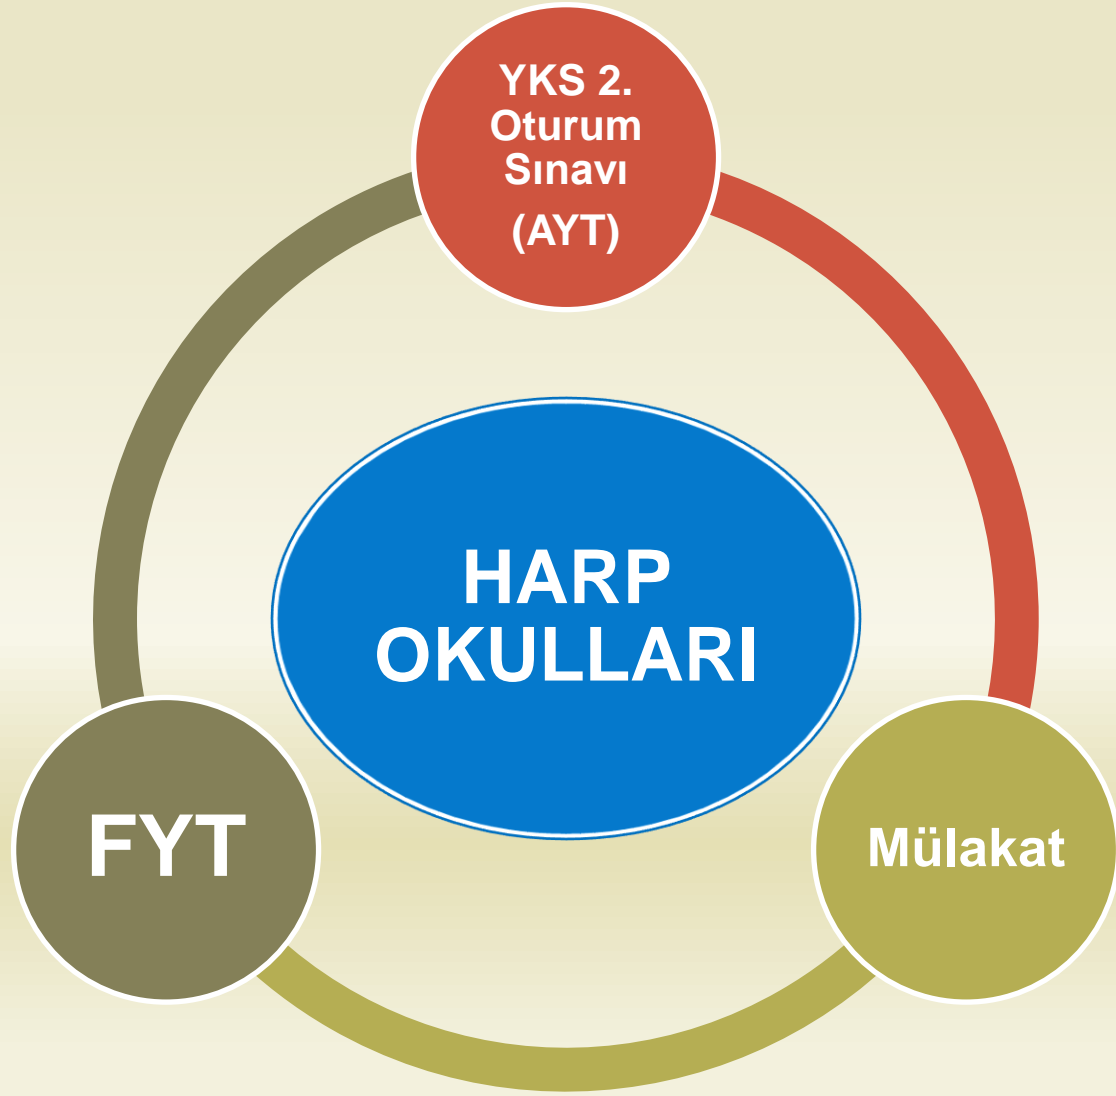 YKS 2.
Oturum
Sınavı
(AYT)
HARP
OKULLARI
FYT
Mülakat